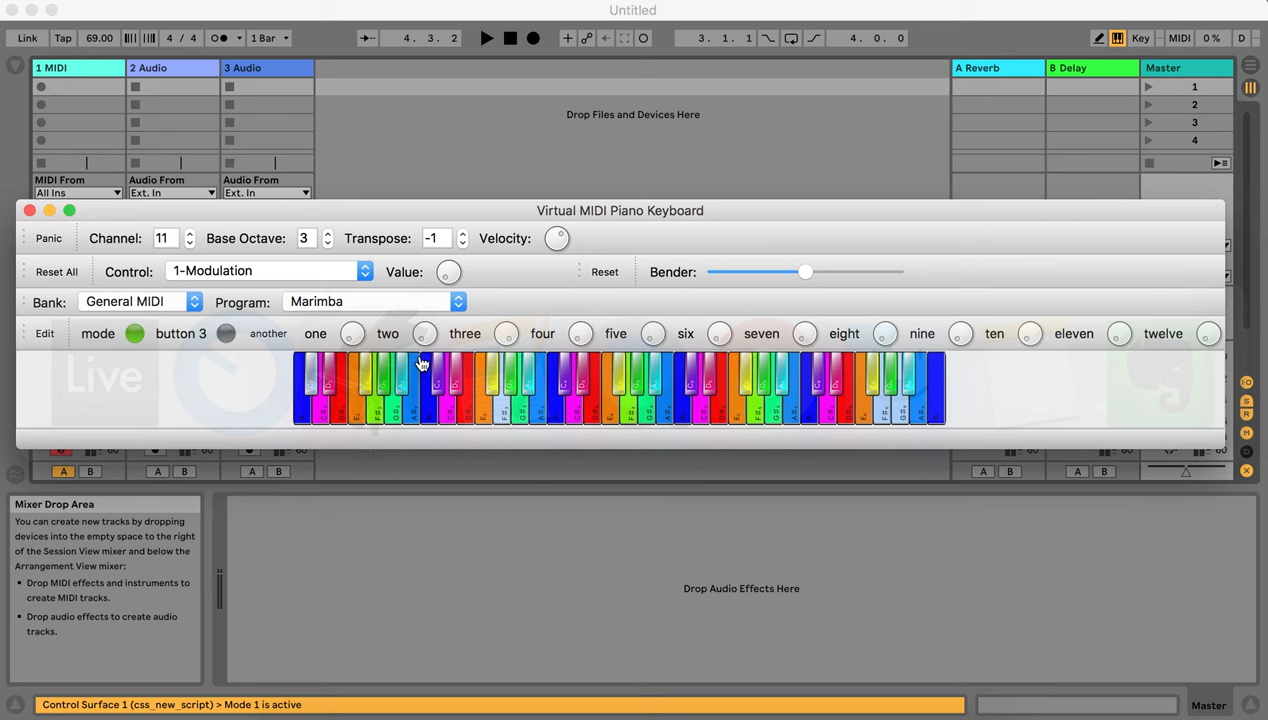 Untitled
Link Tap 69.00 4 / 4 1 Bar 4. 3. 2 3. 1. 1 4. 0. 0 Key MIDI 0 % D
1 MIDI 2 Audio 3 Audio A Reverb B Delay Master
1
Drop Files and Devices Here
2
3
4
MIDI From Audio From Audio From
All Ins Ext. In Ext. In
Virtual MIDI Piano Keyboard
Panic Channel: 11 Base Octave: 3 Transpose: -1 Velocity:
Reset All Control: 1-Modulation Value: Reset Bender:
Bank: General MIDI Program: Marimba
Edit mode button 3 another one two three four five six seven eight nine ten eleven twelve
Live
A B A B A B A B A B
Mixer Drop Area
You can create new tracks by dropping
devices into the empty space to the right
of the Session View mixer and below the
Arrangement View mixer:
Drop MIDI effects and instruments to
create MIDI tracks.
Drop audio effects to create audio
tracks.
Drop Audio Effects Here
Control Surface 1 (css_new_script) > Mode 1 is active
Master